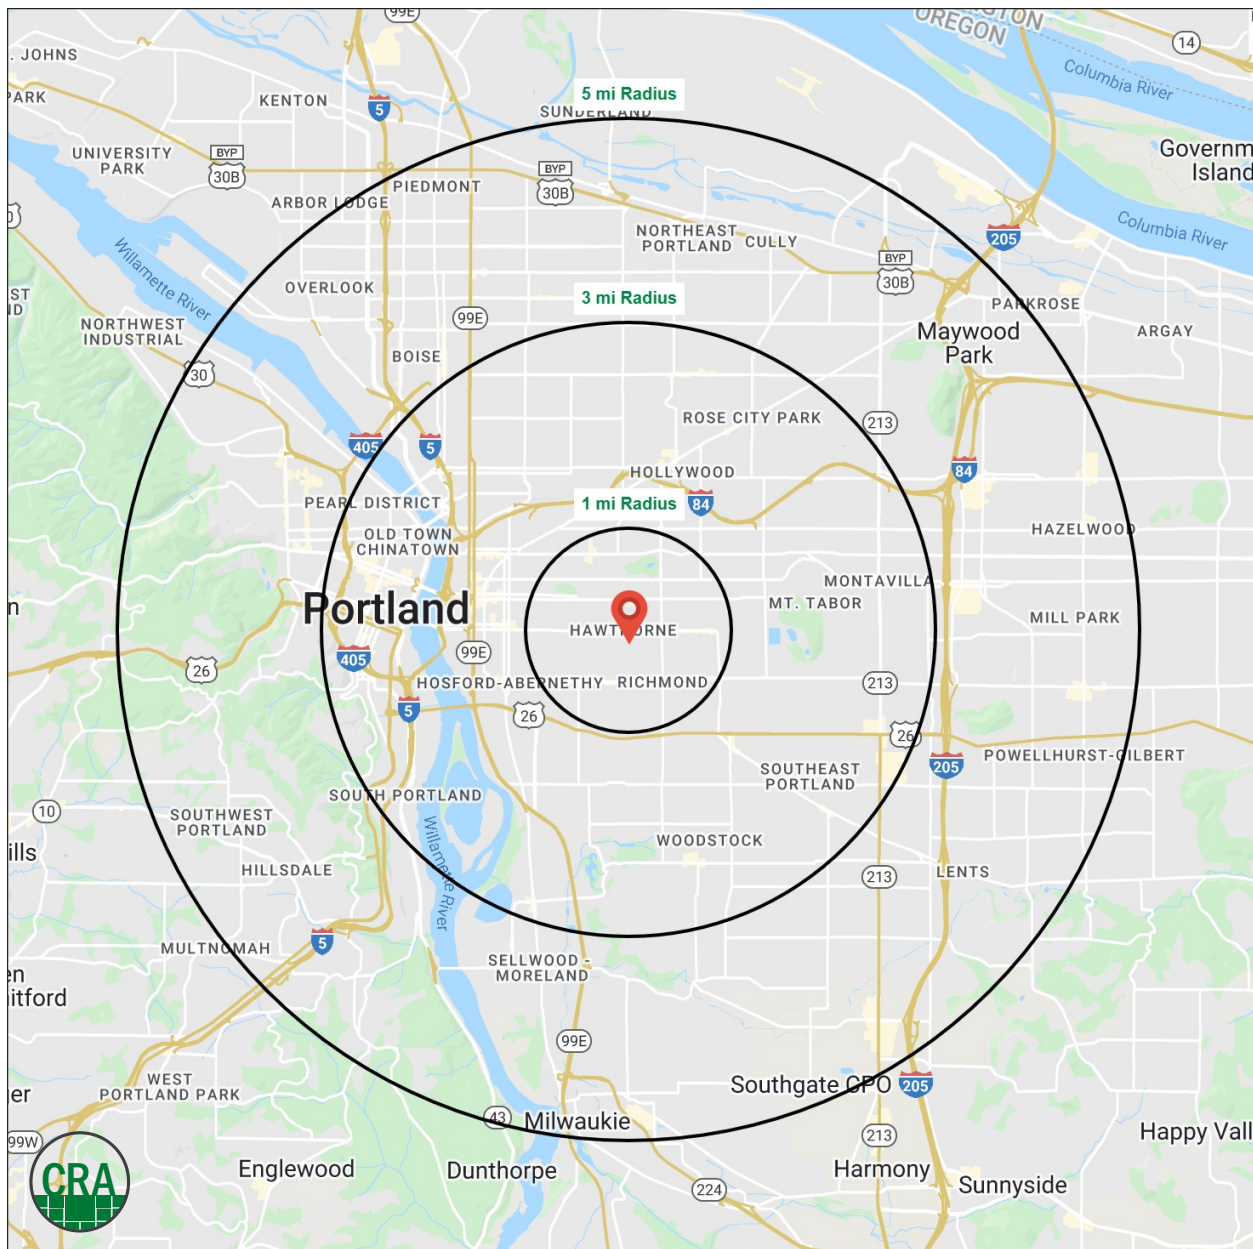 99E
WASHINGTON
OREGON
14
. JOHNS
Columbia River
PARK
KENTON
5
5 mi Radius
SUNDERLAND
UNIVERSITY
PARK
BYP
30B
BYP
30B
Governm
Island
PIEDMONT
ARBOR LODGE
Columbia River
NORTHEAST
PORTLAND
CULLY
205
Willamette River
BYP
30B
OVERLOOK
3 mi Radius
PARKROSE
NORTHWEST
INDUSTRIAL
99E
Maywood
Park
ARGAY
BOISE
30
ROSE CITY PARK
213
405
5
HOLLYWOOD
84
84
PEARL DISTRICT
1 mi Radius
OLD TOWN
CHINATOWN
HAZELWOOD
MONTAVILLA
Portland
MT. TABOR
MILL PARK
n
HAWTHORNE
405
99E
26
HOSFORD-ABERNETHY
RICHMOND
213
5
26
26
POWELLHURST-GILBERT
205
SOUTHEAST
PORTLAND
SOUTH PORTLAND
10
SOUTHWEST
PORTLAND
Willamette River
WOODSTOCK
ills
HILLSDALE
213
LENTS
5
MULTNOMAH
SELLWOOD -
MORELAND
en
itford
99E
WEST
PORTLAND PARK
er
Southgate CPO
205
43
Milwaukie
99W
213
Happy Vall
CRA
Englewood
Dunthorpe
Harmony
Sunnyside
224